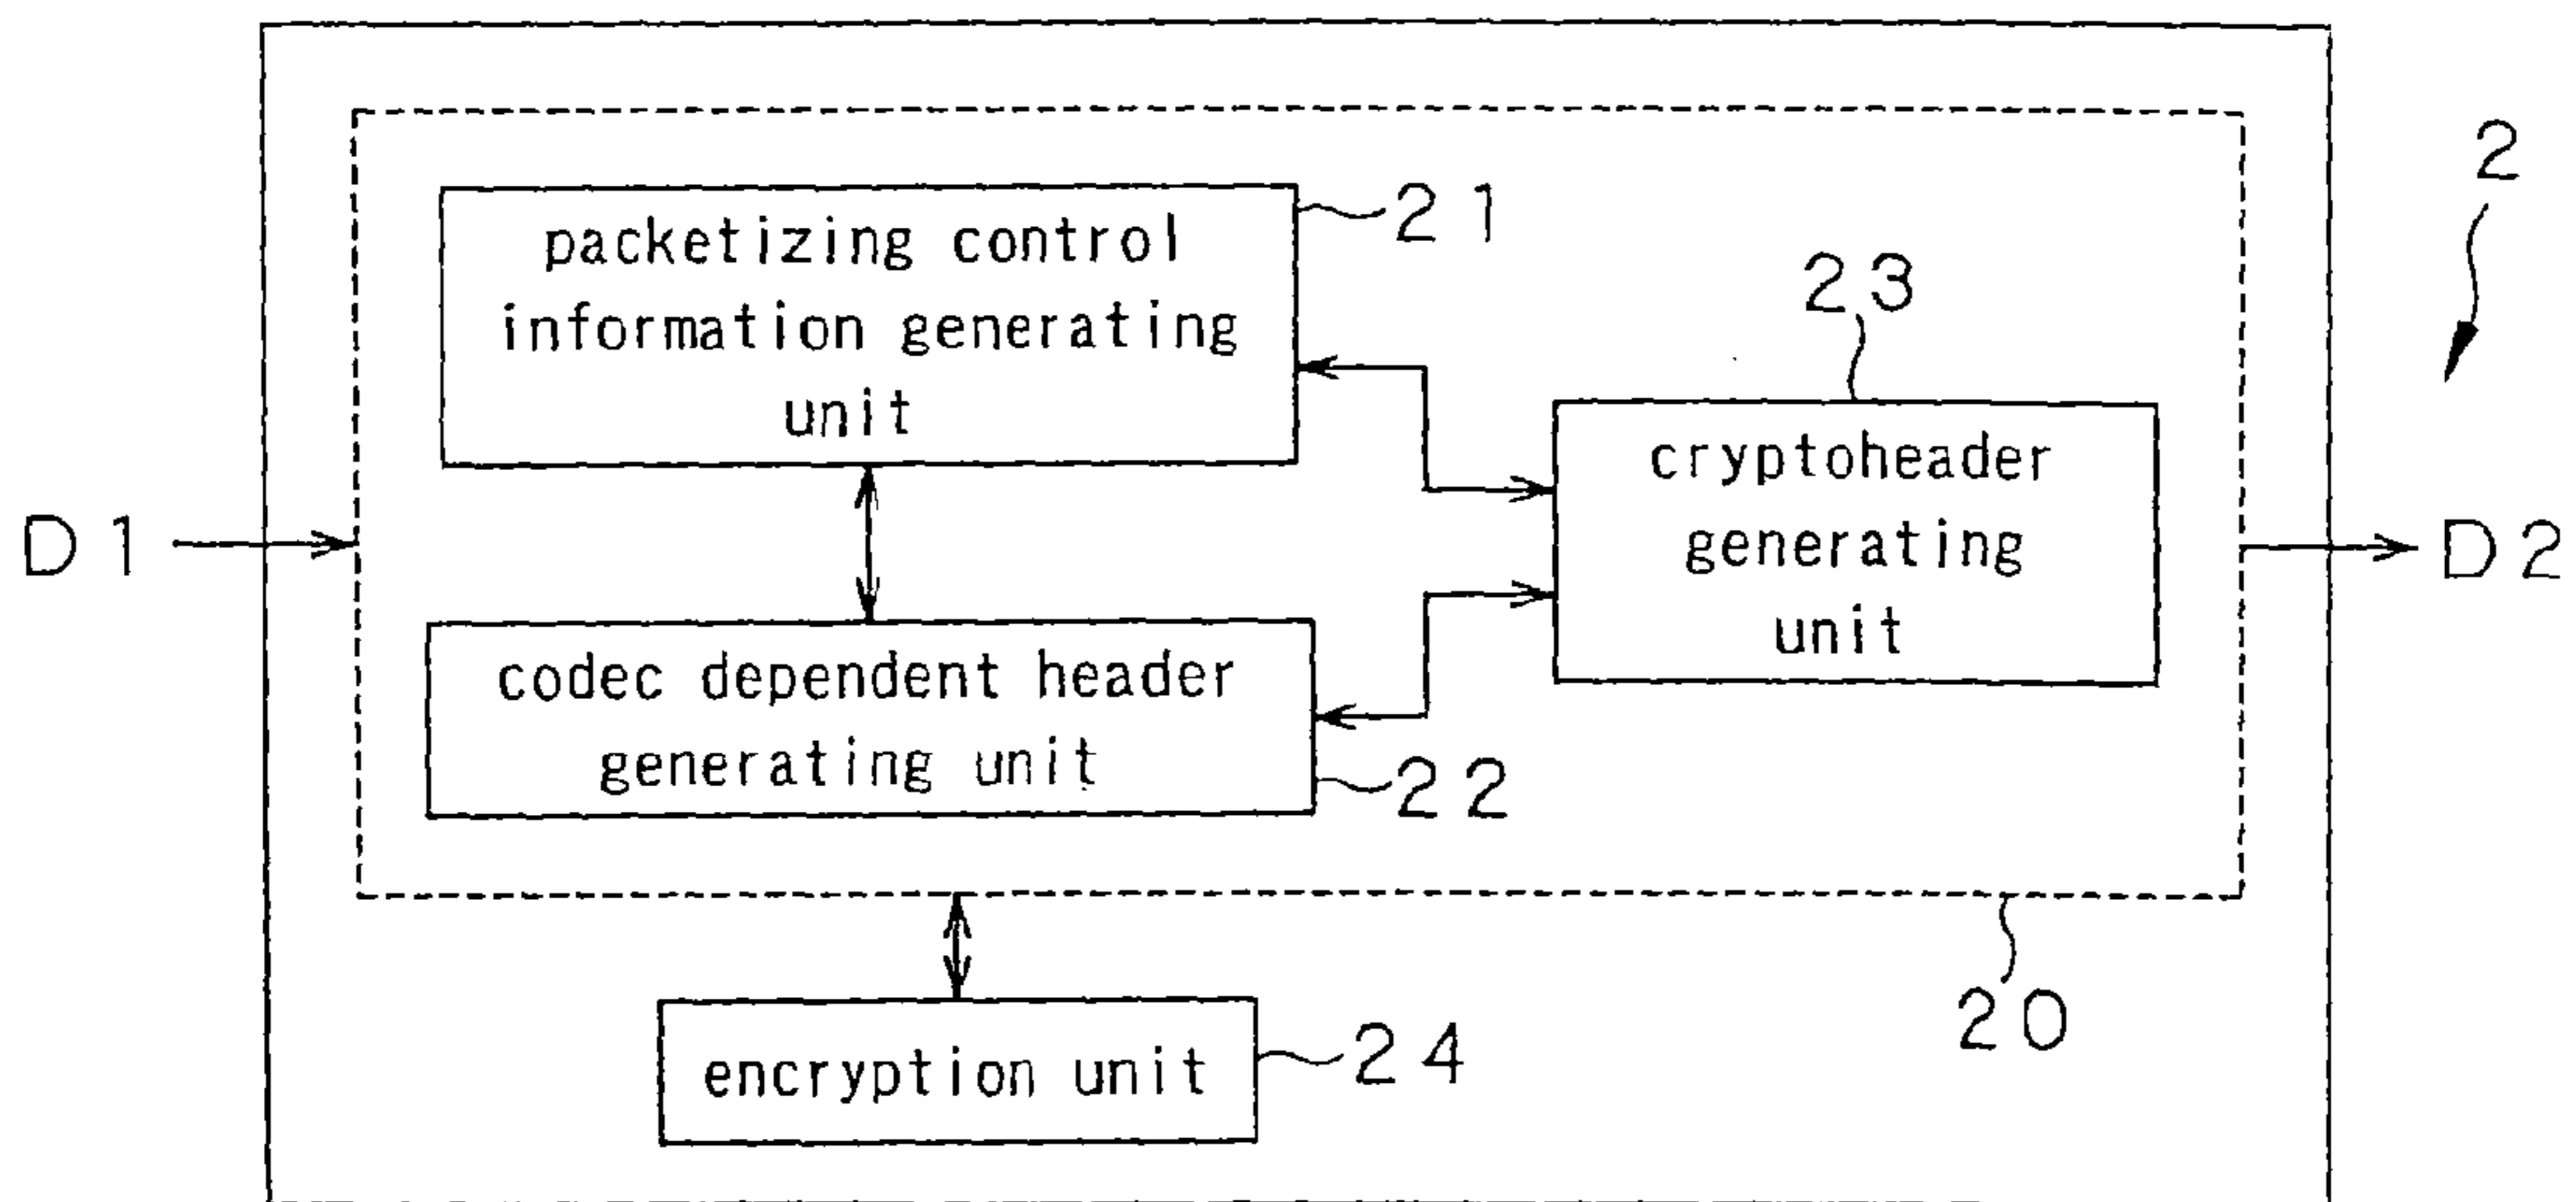 2
packetizing control
information generating
unit
21
23
cryptoheader
generating
unit
D1
D2
codec dependent header
generating unit
22
20
encryption unit
24